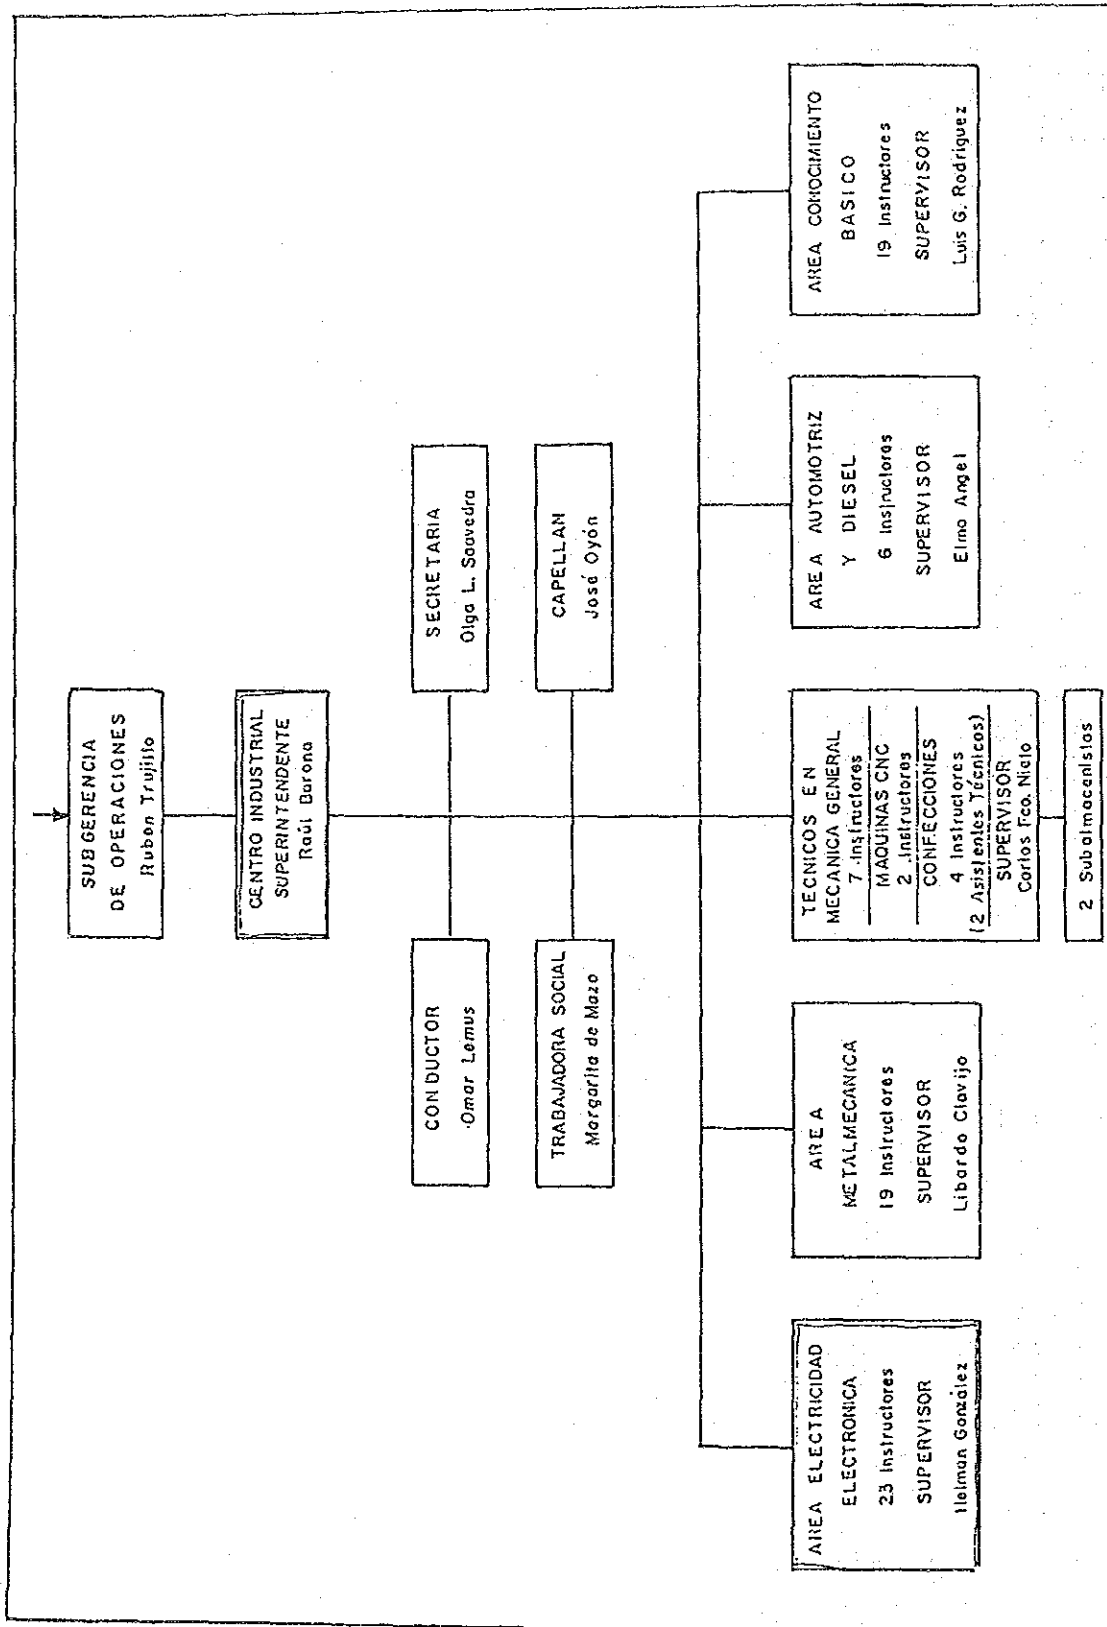 SUBGERENCIA
DE OPERACIONES
Ruben Trujillo
CENTRO INDUSTRIAL
SUPERINTENDENTE
Raúl Barona
CONDUCTOR
Omar Lemus
SECRETARIA
Olga L. Saavedra
TRABAJADORA SOCIAL
Margarita de Mazo
CAPELLAN
José Oyón
AREA ELECTRICIDAD
ELECTRONICA
23 Instructores
SUPERVISOR
Holman González
AREA
METALMECANICA
19 Instructores
SUPERVISOR
Libardo Clavijo
TECNICOS EN
MECANICA GENERAL
7 Instructores
MAQUINAS CNC
2 Instructores
CONFECCIONES
4 Instructores
(2 Asistentes Técnicos)
SUPERVISOR
Carlos Fco. Nieto
2 Subalmacenistas
AREA AUTOMOTRIZ
Y DIESEL
6 Instructores
SUPERVISOR
Elmo Angel
AREA CONOCIMIENTO
BASICO
19 Instructores
SUPERVISOR
Luis G. Rodriguez